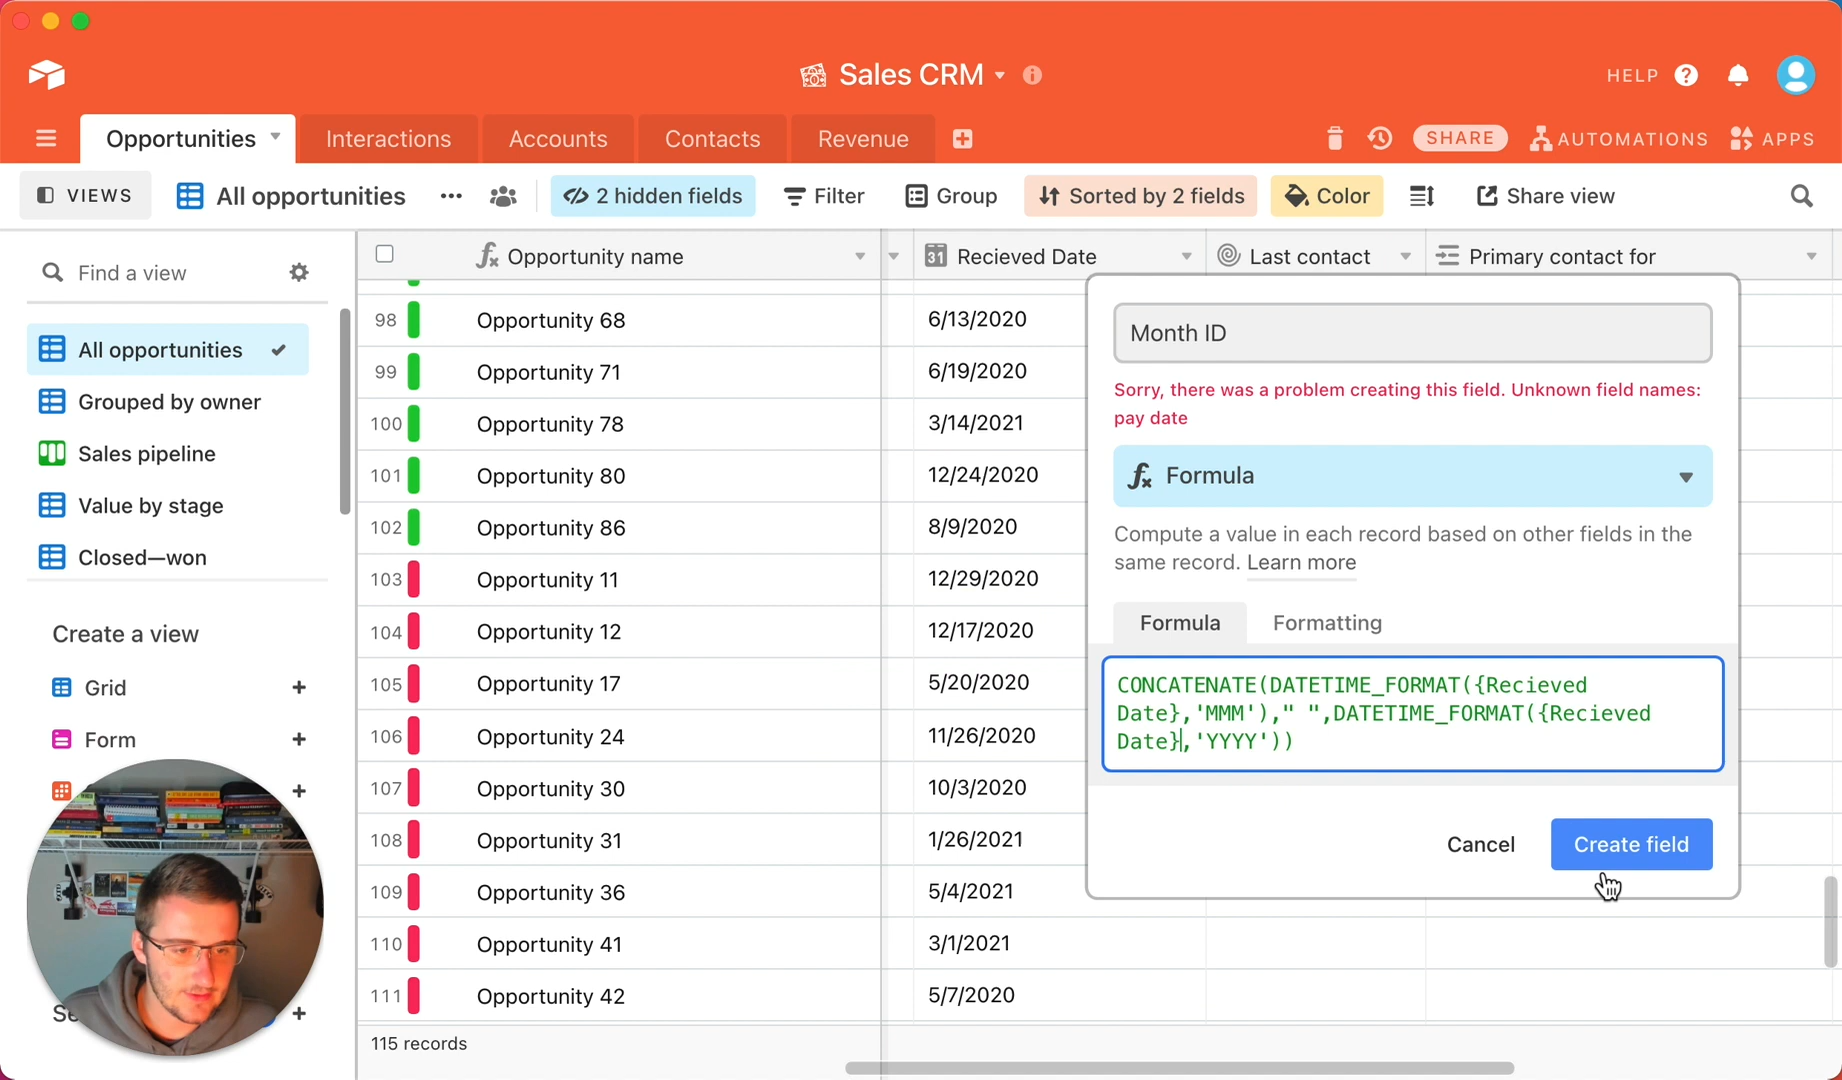 Sales CRM
HELP
Opportunities
Interactions
Accounts
Contacts
Revenue
SHARE
AUTOMATIONS
APPS
VIEWS
All opportunities
2 hidden fields
Filter
Group
Sorted by 2 fields
Color
Share view
Find a view
All opportunities
Grouped by owner
Sales pipeline
Value by stage
Closed—won
Create a view
Grid
Form
Opportunity name
31 Recieved Date
Last contact
Primary contact for
98 Opportunity 68 6/13/2020
99 Opportunity 71 6/19/2020
100 Opportunity 78 3/14/2021
101 Opportunity 80 12/24/2020
102 Opportunity 86 8/9/2020
103 Opportunity 11 12/29/2020
104 Opportunity 12 12/17/2020
105 Opportunity 17 5/20/2020
106 Opportunity 24 11/26/2020
107 Opportunity 30 10/3/2020
108 Opportunity 31 1/26/2021
109 Opportunity 36 5/4/2021
110 Opportunity 41 3/1/2021
111 Opportunity 42 5/7/2020
115 records
Month ID
Sorry, there was a problem creating this field. Unknown field names:
pay date
Formula
Compute a value in each record based on other fields in the
same record. Learn more
Formula
Formatting
CONCATENATE(DATETIME_FORMAT({Recieved
Date},'MMM')," ",DATETIME_FORMAT({Recieved
Date},'YYYY'))
Cancel
Create field